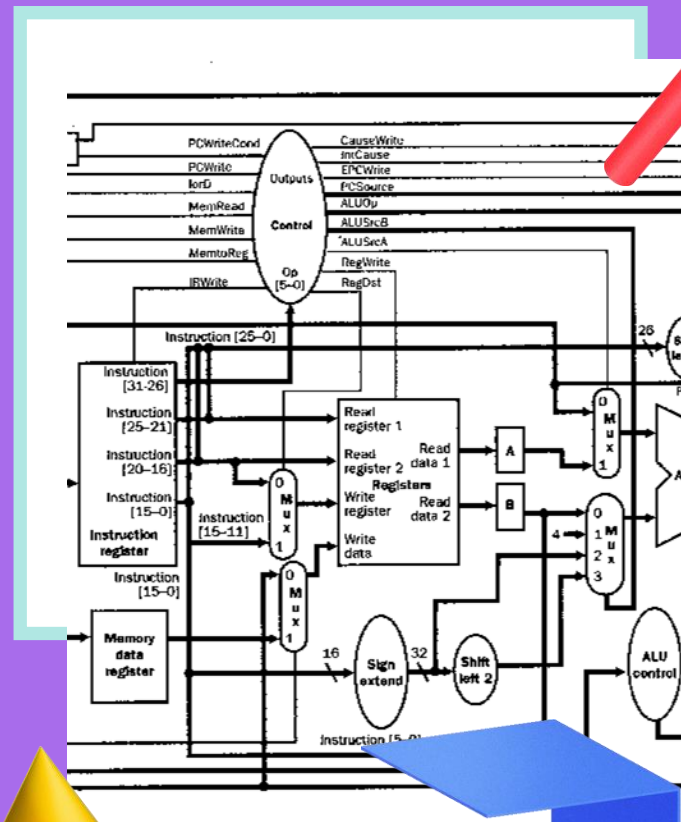 PCWriteCond
PCWrite
IorD
MemRead
MemWrite
MemtoReg
IRWrite
Outputs
Control
Op
[5–0]
CauseWrite
IntCause
EPCWrite
PCSource
ALUOp
ALUSrcB
ALUSrcA
RegWrite
RegDst
Instruction [25–0]
26
Instruction
[31-26]
Instruction
[25–21]
Instruction
[20–16]
Instruction
[15–0]
Instruction
register
Instruction
[15–11]
Instruction
[15–0]
Memory
data
register
0
M
u
x
1
0
M
u
x
1
Read
register 1
Read
register 2
Registers
Write
register
Write
data
Read
data 1
Read
data 2
A
B
4
0
M
u
x
1
0
1
2
3
M
u
x
A
16
Sign
extend
32
Shift
left 2
ALU
control
Instruction [5–0]